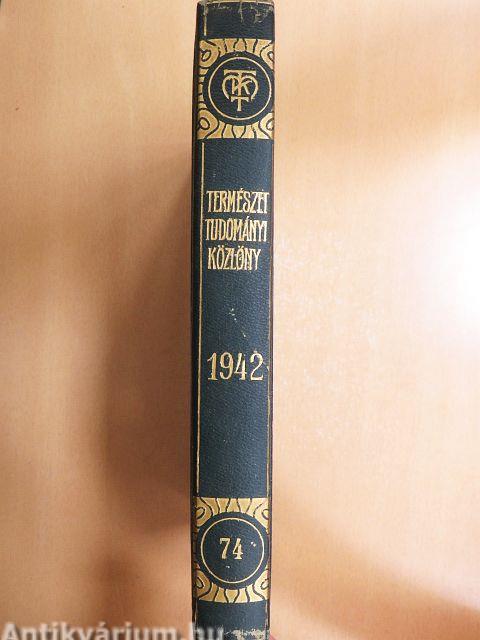 TERMÉSZET
TUDOMÁNYI
KÖZLÖNY
1942
74
Antikvárium.hu